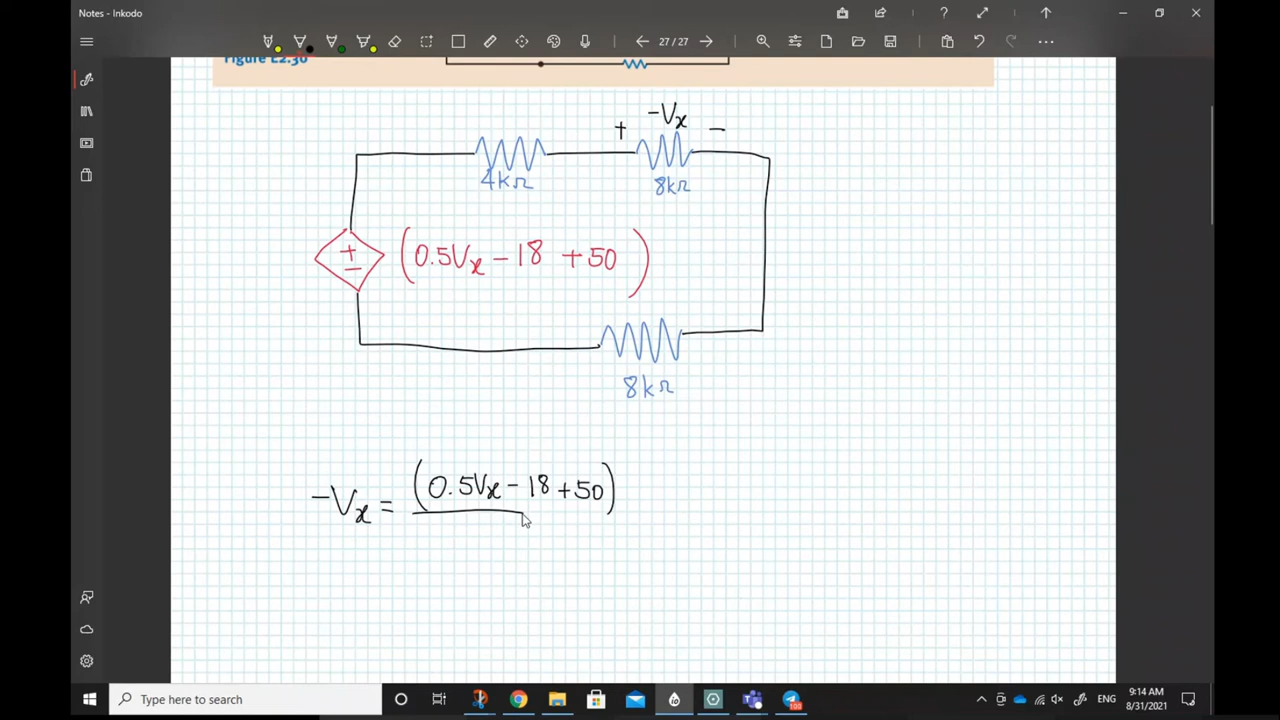 Notes - Inkodo
27 / 27
Figure E2.30
-Vx
+ -
4kΩ
8kΩ
+
-
(0.5Vx - 18 + 50)
8kΩ
-Vx = (0.5Vx - 18 + 50)
Type here to search
100
ENG
9:14 AM
8/31/2021